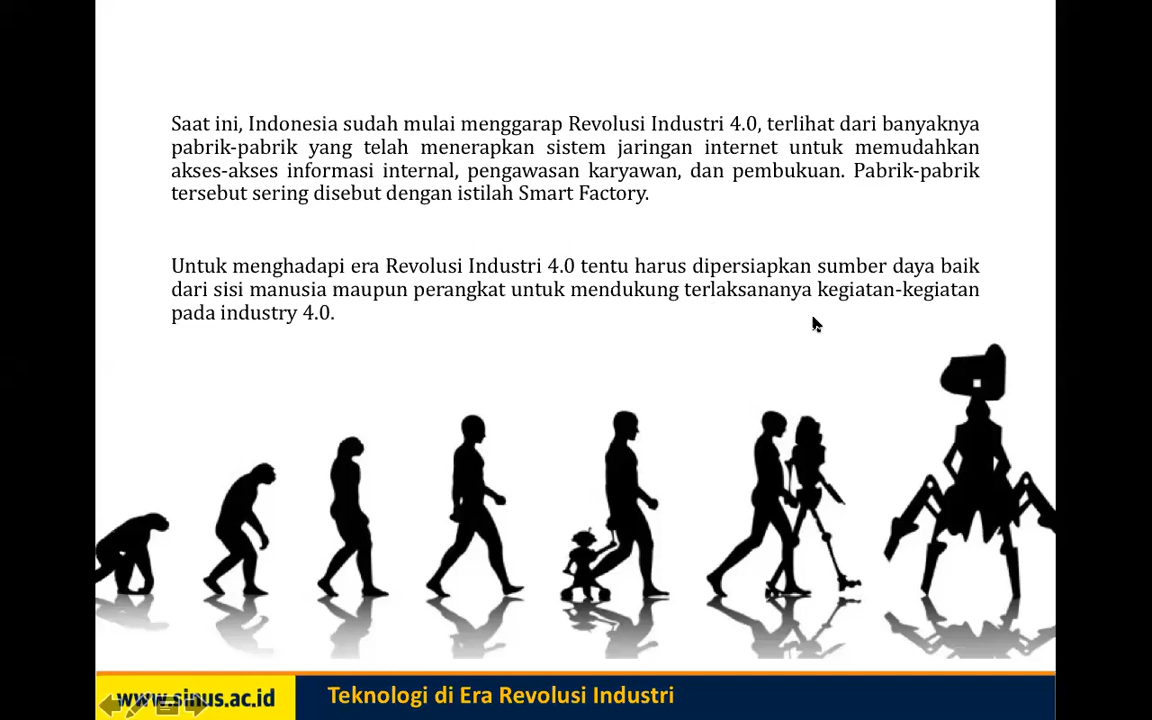 Saat ini, Indonesia sudah mulai menggarap Revolusi Industri 4.0, terlihat dari banyaknya
pabrik-pabrik yang telah menerapkan sistem jaringan internet untuk memudahkan
akses-akses informasi internal, pengawasan karyawan, dan pembukuan. Pabrik-pabrik
tersebut sering disebut dengan istilah Smart Factory.
Untuk menghadapi era Revolusi Industri 4.0 tentu harus dipersiapkan sumber daya baik
dari sisi manusia maupun perangkat untuk mendukung terlaksananya kegiatan-kegiatan
pada industry 4.0.
www.sinus.ac.id
Teknologi di Era Revolusi Industri